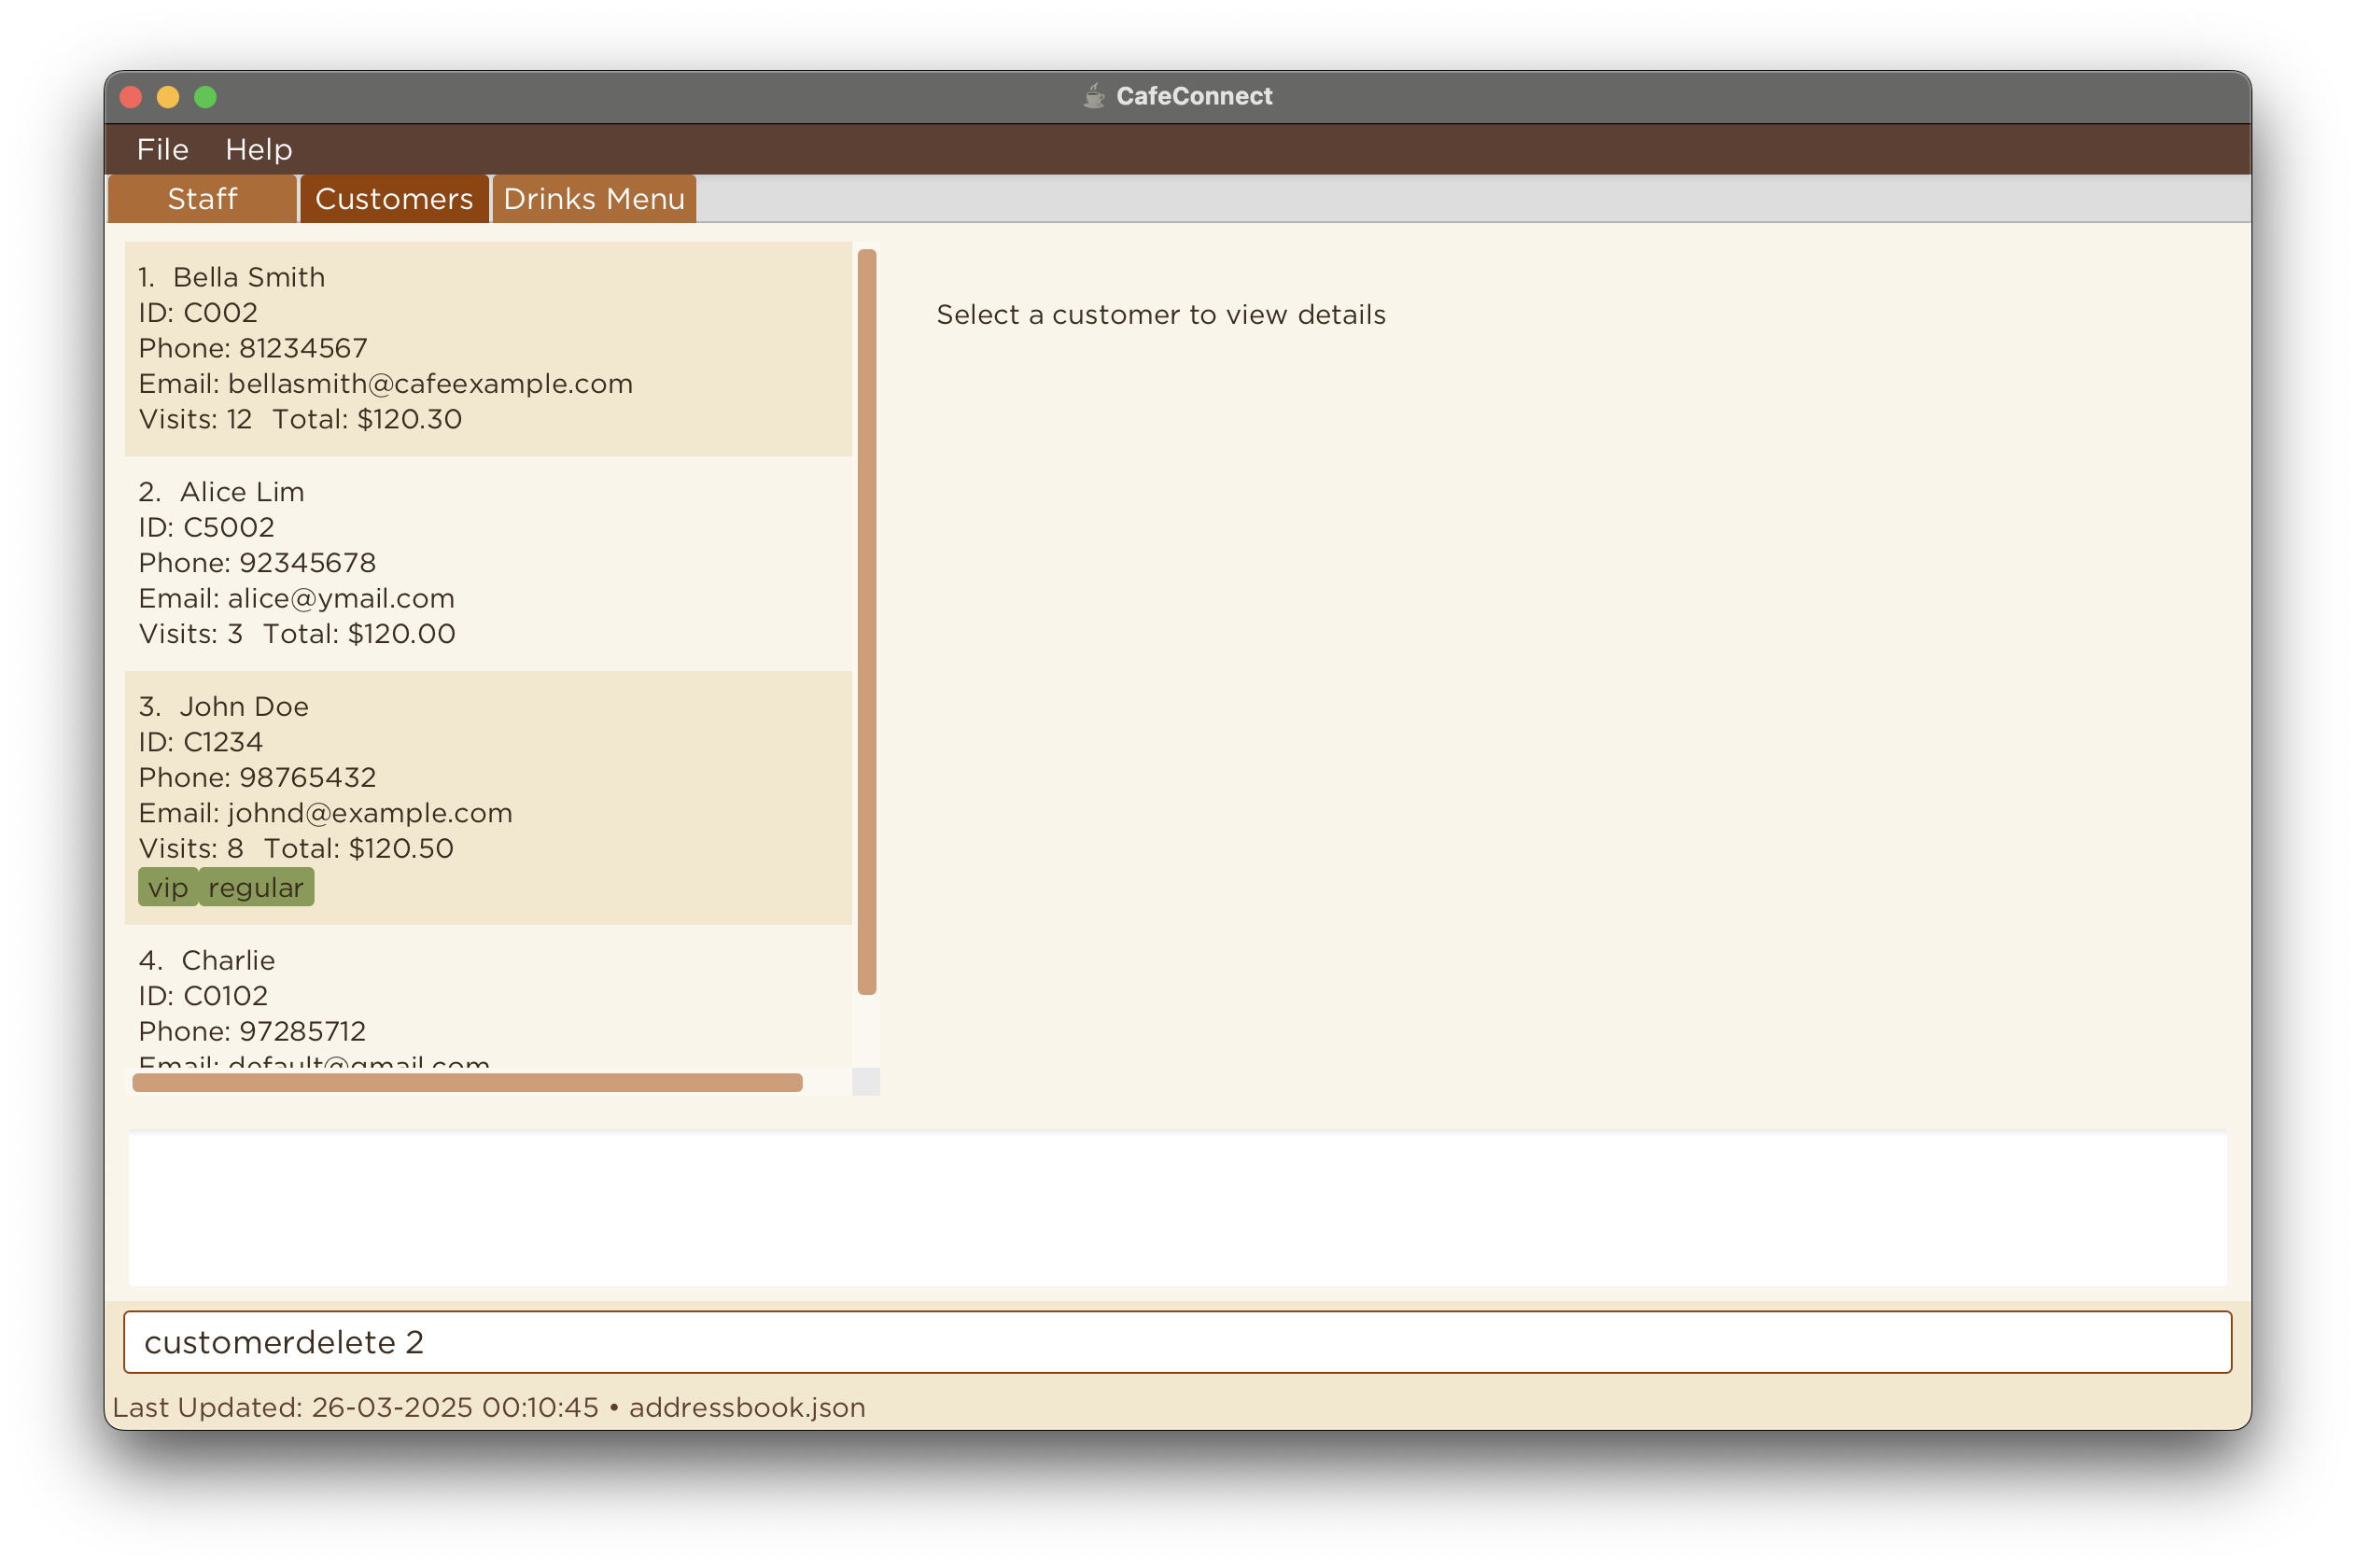 CafeConnect
File Help
Staff Customers Drinks Menu
1. Bella Smith
ID: C002
Phone: 81234567
Email: bellasmith@cafeexample.com
Visits: 12 Total: $120.30
2. Alice Lim
ID: C5002
Phone: 92345678
Email: alice@ymail.com
Visits: 3 Total: $120.00
3. John Doe
ID: C1234
Phone: 98765432
Email: johnd@example.com
Visits: 8 Total: $120.50
vip regular
4. Charlie
ID: C0102
Phone: 97285712
Email: default@gmail.com
Select a customer to view details
customerdelete 2
Last Updated: 26-03-2025 00:10:45 • addressbook.json